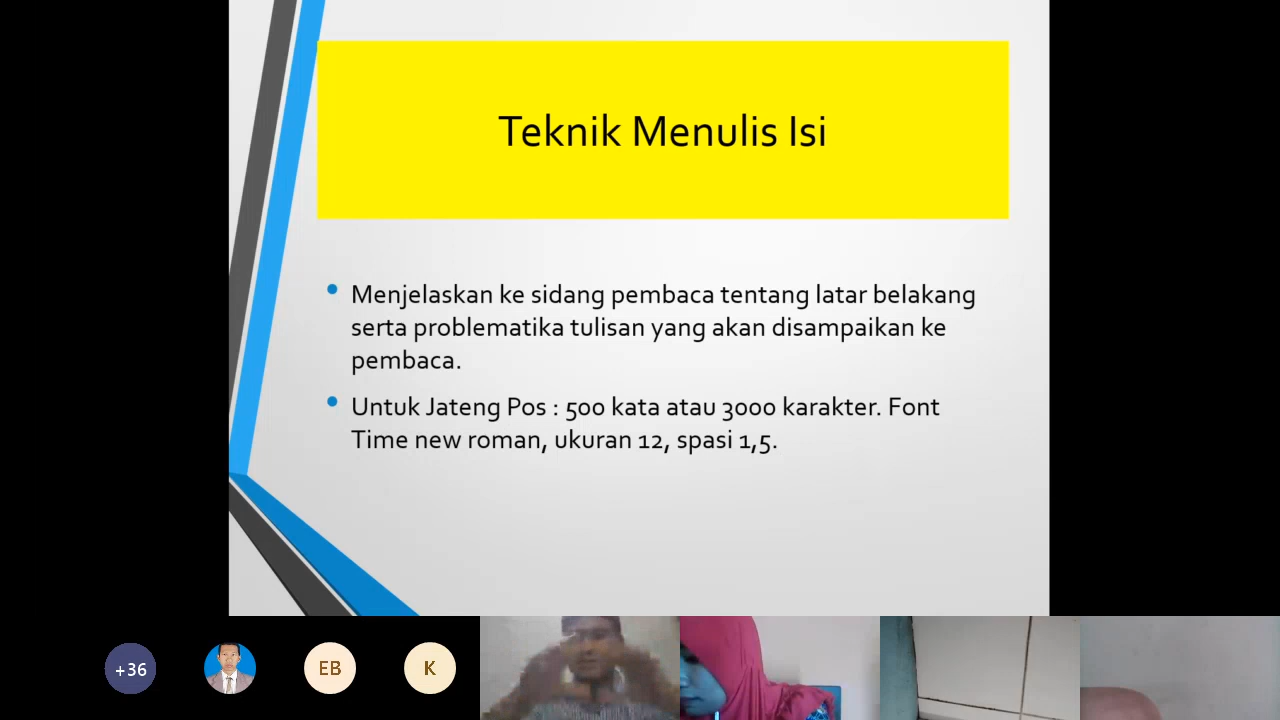 Teknik Menulis Isi
Menjelaskan ke sidang pembaca tentang latar belakang
serta problematika tulisan yang akan disampaikan ke
pembaca.
Untuk Jateng Pos : 500 kata atau 3000 karakter. Font
Time new roman, ukuran 12, spasi 1,5.
+36
EB
K